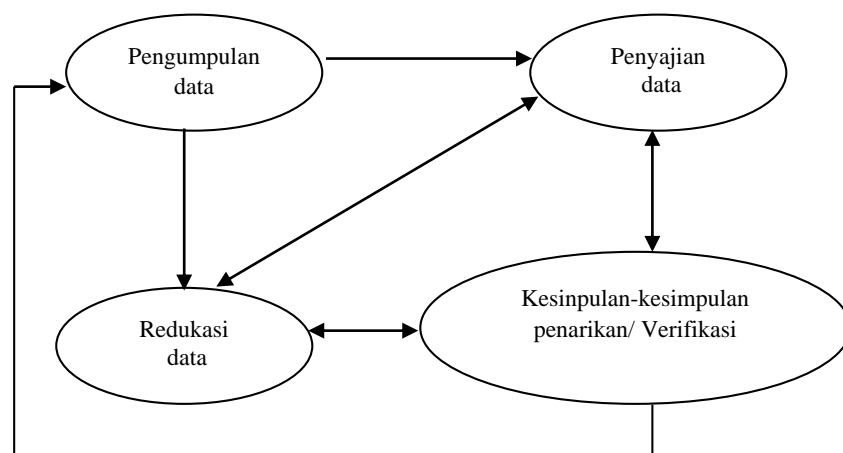 Pengumpulan
data
Penyajian
data
Redukasi
data
Kesinpulan-kesimpulan
penarikan/ Verifikasi